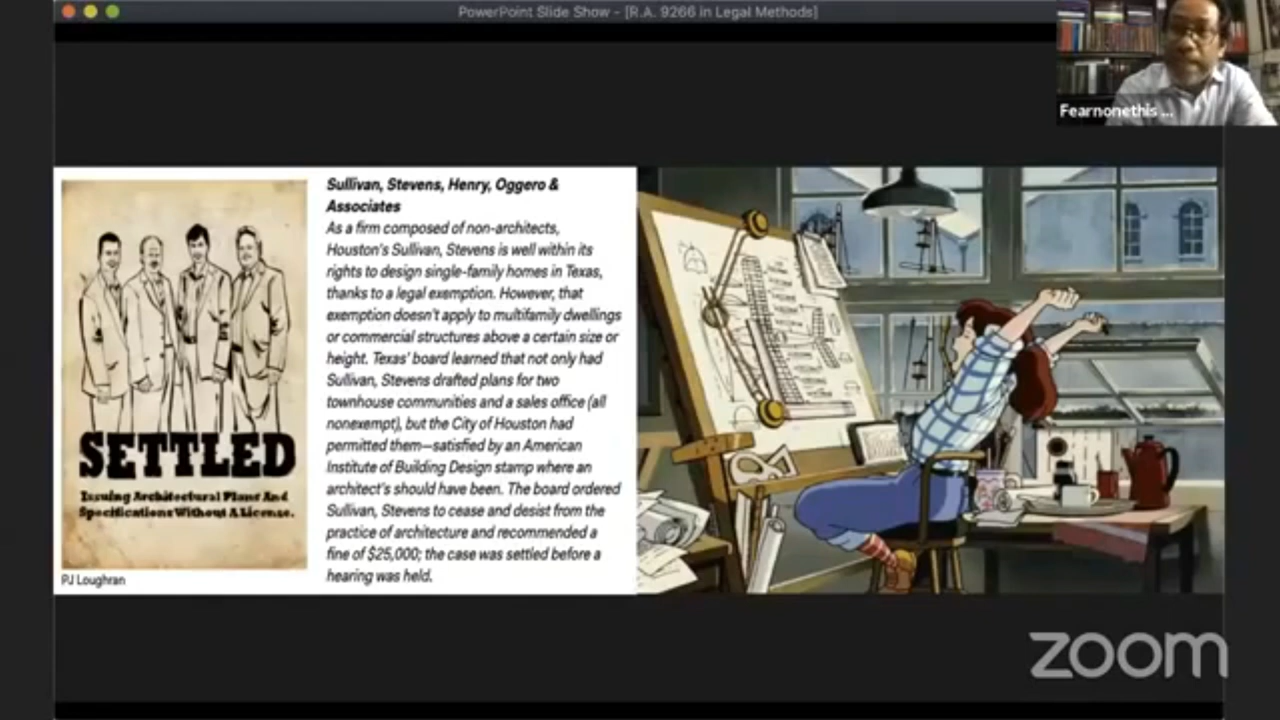 PowerPoint Slide Show - [R.A. 9266 in Legal Methods]
Fearnonethis ...
SETTLED
Issuing Architectural Plans And
Specifications Without A License.
PJ Loughran
Sullivan, Stevens, Henry, Oggero &
Associates
As a firm composed of non-architects,
Houston's Sullivan, Stevens is well within its
rights to design single-family homes in Texas,
thanks to a legal exemption. However, that
exemption doesn't apply to multifamily dwellings
or commercial structures above a certain size or
height. Texas' board learned that not only had
Sullivan, Stevens drafted plans for two
townhouse communities and a sales office (all
nonexempt), but the City of Houston had
permitted them—satisfied by an American
Institute of Building Design stamp where an
architect's should have been. The board ordered
Sullivan, Stevens to cease and desist from the
practice of architecture and recommended a
fine of $25,000; the case was settled before a
hearing was held.
zoom